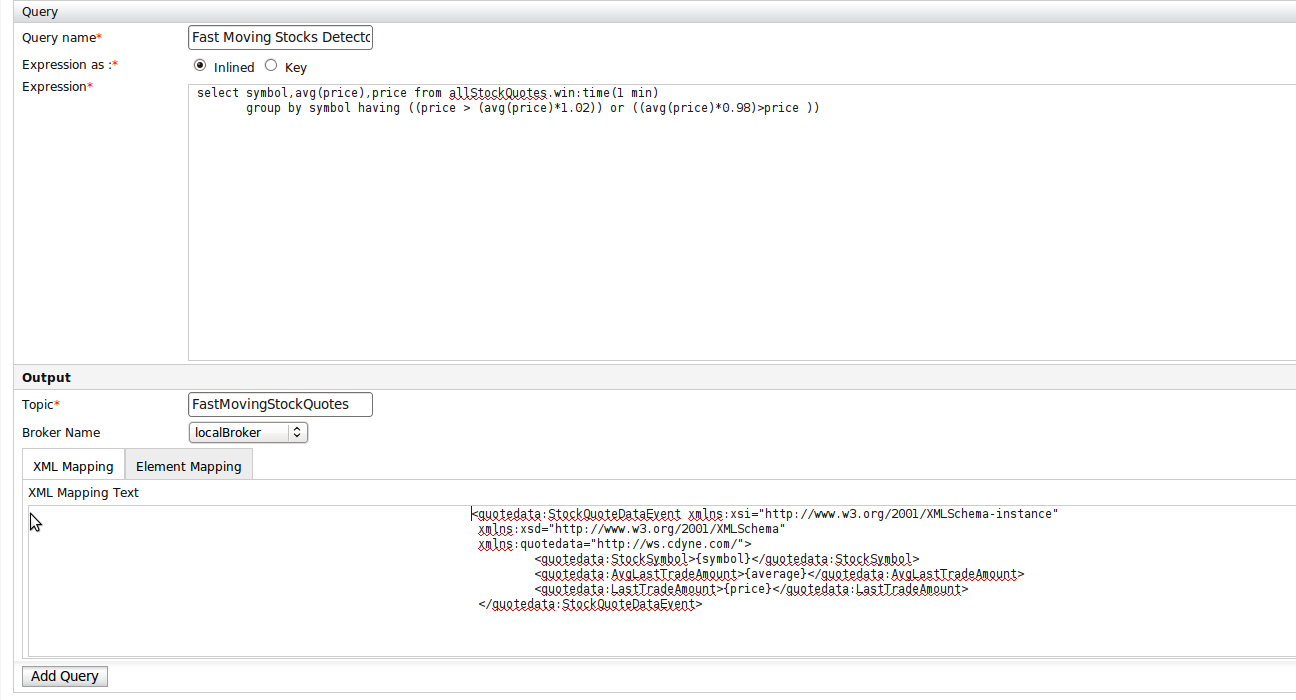 Query
Query name*
Fast Moving Stocks Detecto
Expression as :*
Inlined
Key
Expression*
select symbol,avg(price),price from allStockQuotes.win:time(1 min)
group by symbol having ((price > (avg(price)*1.02)) or ((avg(price)*0.98)>price ))
Output
Topic*
FastMovingStockQuotes
Broker Name
localBroker
XML Mapping
Element Mapping
XML Mapping Text
<quotedata:StockQuoteDataEvent xmlns:xsi="http://www.w3.org/2001/XMLSchema-instance"
xmlns:xsd="http://www.w3.org/2001/XMLSchema"
xmlns:quotedata="http://ws.cdyne.com/">
<quotedata:StockSymbol>{symbol}</quotedata:StockSymbol>
<quotedata:AvgLastTradeAmount>{average}</quotedata:AvgLastTradeAmount>
<quotedata:LastTradeAmount>{price}</quotedata:LastTradeAmount>
</quotedata:StockQuoteDataEvent>
Add Query